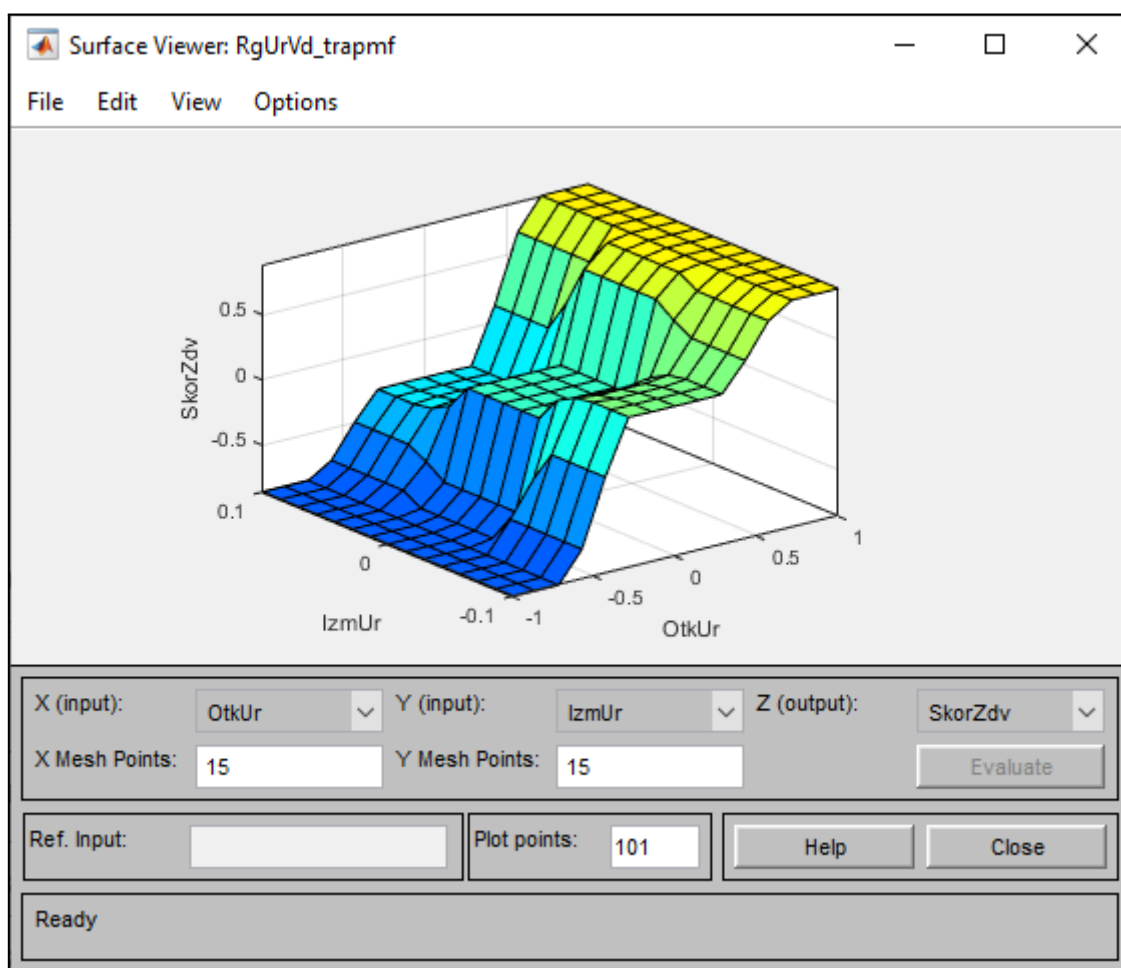 Surface Viewer: RgUrVd_trapmf
File Edit View Options
SkorZdv
0.5
0
-0.5
0.1
0
-0.1
IzmUr
-1
-0.5
0
0.5
1
OtkUr
X (input): OtkUr Y (input): IzmUr Z (output): SkorZdv
X Mesh Points: 15 Y Mesh Points: 15 Evaluate
Ref. Input: Plot points: 101 Help Close
Ready